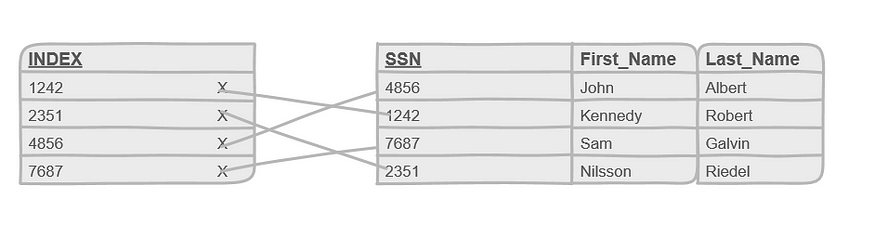 INDEX SSN First_Name Last_Name
1242 X 4856 John Albert
2351 X 1242 Kennedy Robert
4856 X 7687 Sam Galvin
7687 X 2351 Nilsson Riedel